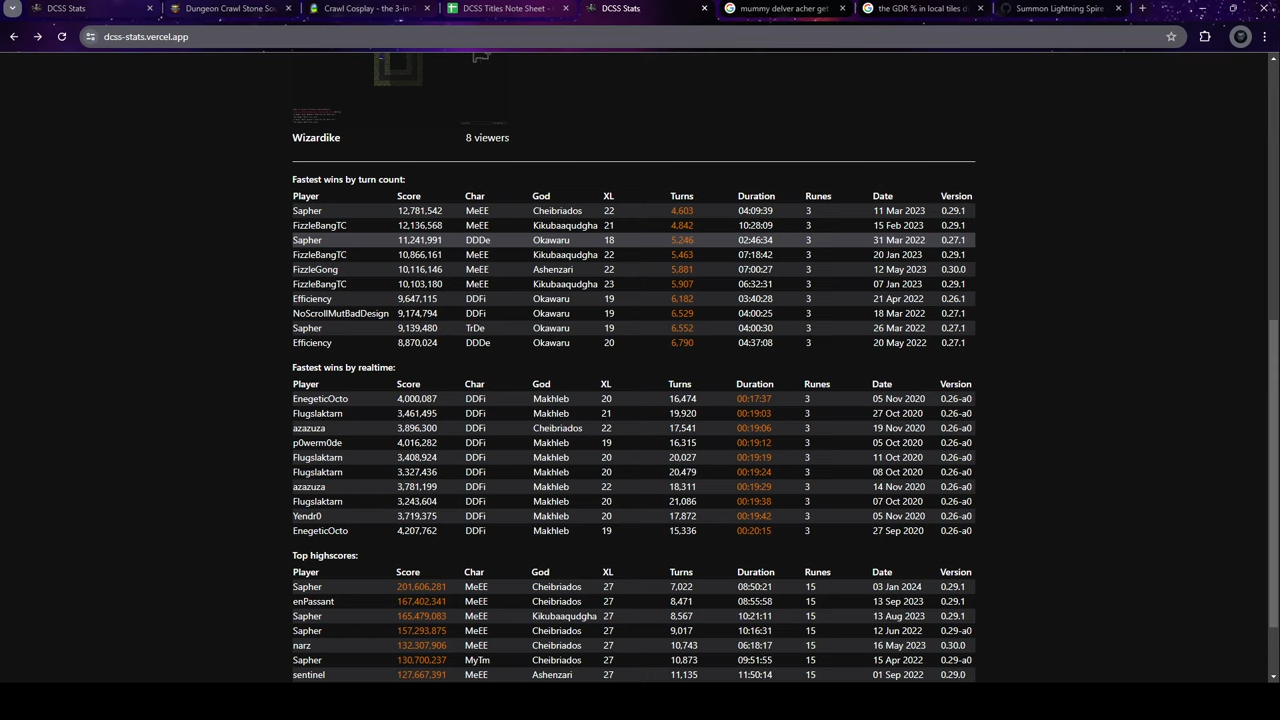 DCSS Stats
Dungeon Crawl Stone Sou
Crawl Cosplay - the 3-in-
DCSS Titles Note Sheet -
DCSS Stats
mummy delver acher get
the GDR % in local tiles d
Summon Lightning Spire
dcss-stats.vercel.app
Wizardike 8 viewers
Fastest wins by turn count:
Player Score Char God XL Turns Duration Runes Date Version
Sapher 12,781,542 MeEE Cheibriados 22 4,603 04:09:39 3 11 Mar 2023 0.29.1
FizzleBangTC 12,136,568 MeEE Kikubaaqudgha 21 4,842 10:28:09 3 15 Feb 2023 0.29.1
Sapher 11,241,991 DDDe Okawaru 18 5,246 02:46:34 3 31 Mar 2022 0.27.1
FizzleBangTC 10,866,161 MeEE Kikubaaqudgha 22 5,463 07:18:42 3 20 Jan 2023 0.29.1
FizzleGong 10,116,146 MeEE Ashenzari 22 5,881 07:00:27 3 12 May 2023 0.30.0
FizzleBangTC 10,103,180 MeEE Kikubaaqudgha 23 5,907 06:32:31 3 07 Jan 2023 0.29.1
Efficiency 9,647,115 DDFi Okawaru 19 6,182 03:40:28 3 21 Apr 2022 0.26.1
NoScrollMutBadDesign 9,174,794 DDFi Okawaru 19 6,529 04:00:25 3 18 Mar 2022 0.27.1
Sapher 9,139,480 TrDe Okawaru 19 6,552 04:00:30 3 26 Mar 2022 0.27.1
Efficiency 8,870,024 DDDe Okawaru 20 6,790 04:37:08 3 20 May 2022 0.27.1
Fastest wins by realtime:
Player Score Char God XL Turns Duration Runes Date Version
EnegeticOcto 4,000,087 DDFi Makhleb 20 16,474 00:17:37 3 05 Nov 2020 0.26-a0
Flugslaktarn 3,461,495 DDFi Makhleb 21 19,920 00:19:03 3 27 Oct 2020 0.26-a0
azazuza 3,896,300 DDFi Cheibriados 22 17,541 00:19:06 3 19 Nov 2020 0.26-a0
p0werm0de 4,016,282 DDFi Makhleb 19 16,315 00:19:12 3 05 Oct 2020 0.26-a0
Flugslaktarn 3,408,924 DDFi Makhleb 20 20,027 00:19:19 3 11 Oct 2020 0.26-a0
Flugslaktarn 3,327,436 DDFi Makhleb 20 20,479 00:19:24 3 08 Oct 2020 0.26-a0
azazuza 3,781,199 DDFi Makhleb 22 18,311 00:19:29 3 14 Nov 2020 0.26-a0
Flugslaktarn 3,243,604 DDFi Makhleb 20 21,086 00:19:38 3 07 Oct 2020 0.26-a0
Yendr0 3,719,375 DDFi Makhleb 20 17,872 00:19:42 3 05 Nov 2020 0.26-a0
EnegeticOcto 4,207,762 DDFi Makhleb 19 15,336 00:20:15 3 27 Sep 2020 0.26-a0
Top highscores:
Player Score Char God XL Turns Duration Runes Date Version
Sapher 201,606,281 MeEE Cheibriados 27 7,022 08:50:21 15 03 Jan 2024 0.29.1
enPassant 167,402,341 MeEE Cheibriados 27 8,471 08:55:58 15 13 Sep 2023 0.29.1
Sapher 165,479,083 MeEE Kikubaaqudgha 27 8,567 10:21:11 15 13 Aug 2023 0.29.1
Sapher 157,293,875 MeEE Cheibriados 27 9,017 10:16:31 15 12 Jun 2022 0.29-a0
narz 132,307,906 MeEE Cheibriados 27 10,743 06:18:17 15 16 May 2023 0.30.0
Sapher 130,700,237 MyTm Cheibriados 27 10,873 09:51:55 15 15 Apr 2022 0.29-a0
sentinel 127,667,391 MeEE Ashenzari 27 11,135 11:50:14 15 01 Sep 2022 0.29.0